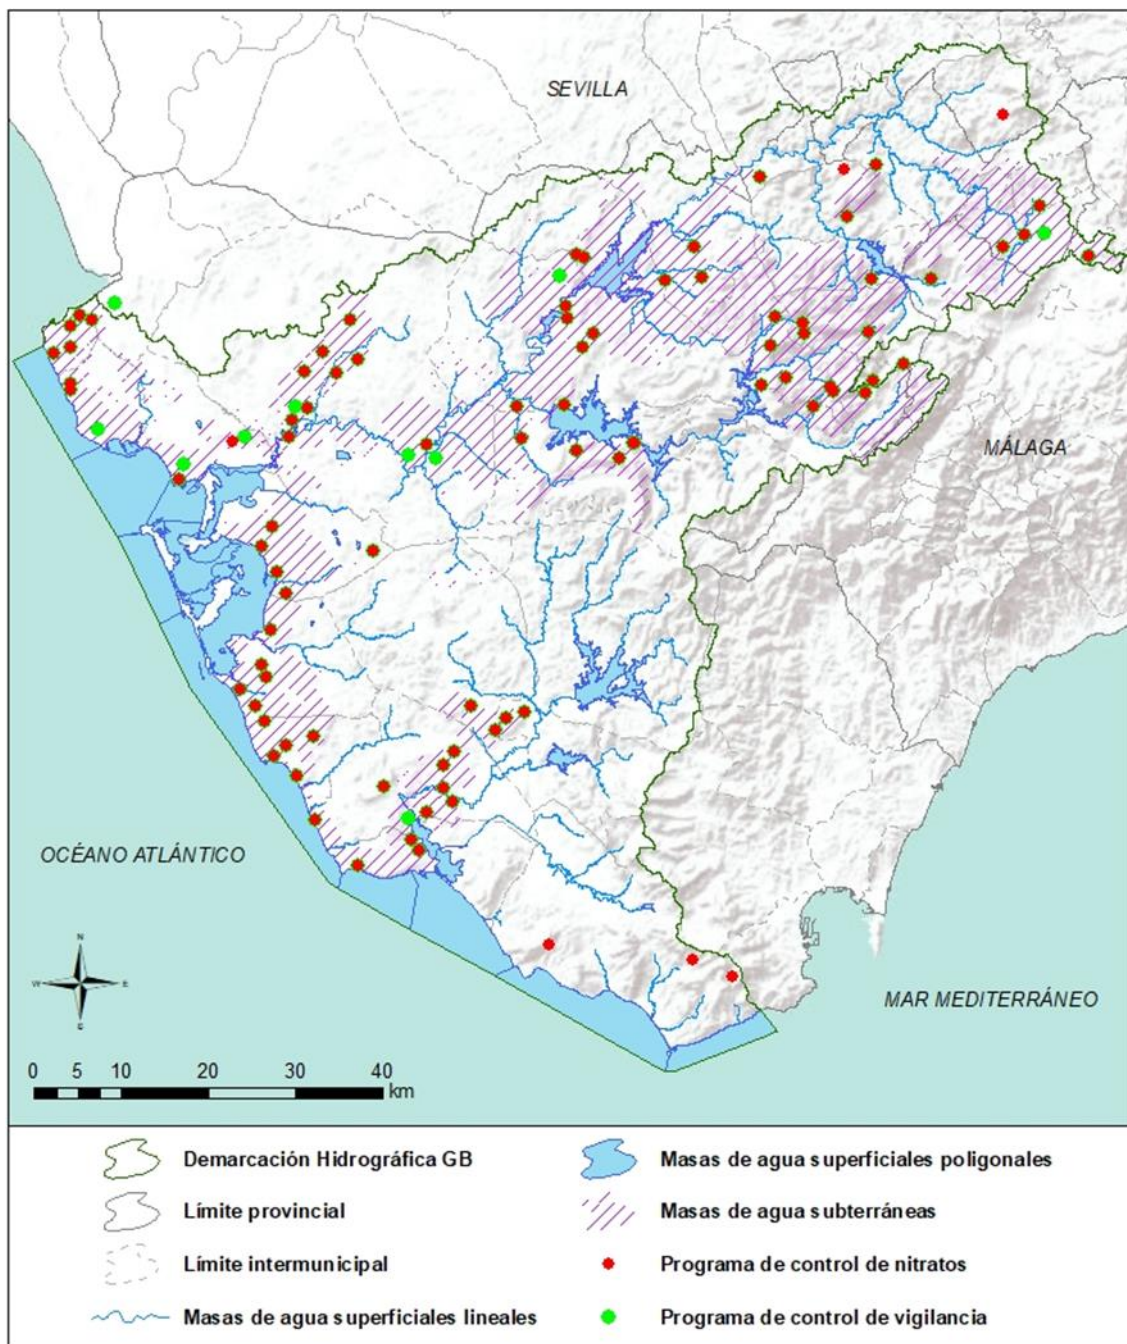 SEVILLA
MÁLAGA
OCÉANO ATLÁNTICO
N
W E
S
MAR MEDITERRÁNEO
0 5 10 20 30 40
km
Demarcación Hidrográfica GB
Masas de agua superficiales poligonales
Límite provincial
Masas de agua subterráneas
Límite intermunicipal
Programa de control de nitratos
Masas de agua superficiales lineales
Programa de control de vigilancia